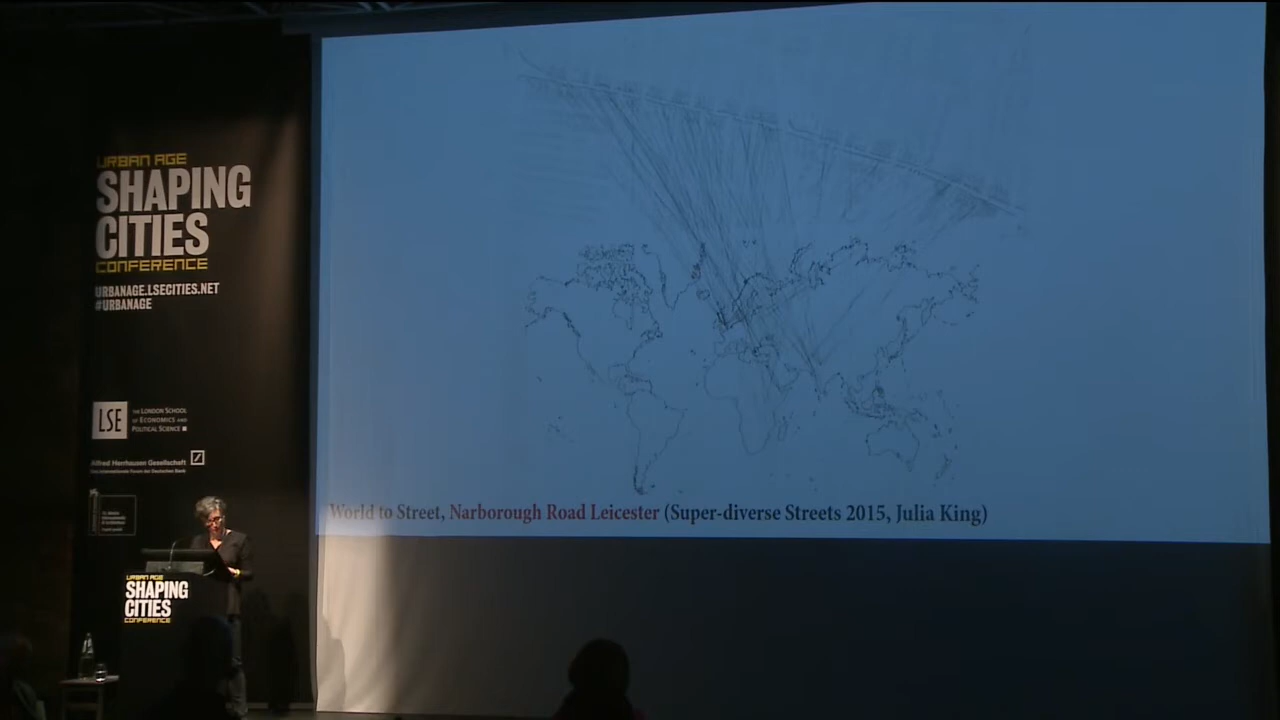 URBAN AGE
SHAPING
CITIES
CONFERENCE
URBANAGE.LSECITIES.NET
#URBANAGE
LSE
THE LONDON SCHOOL
OF ECONOMICS AND
POLITICAL SCIENCE
Alfred Herrhausen Gesellschaft
World to Street, Narborough Road Leicester (Super-diverse Streets 2015, Julia King)
URBAN AGE
SHAPING
CITIES
CONFERENCE